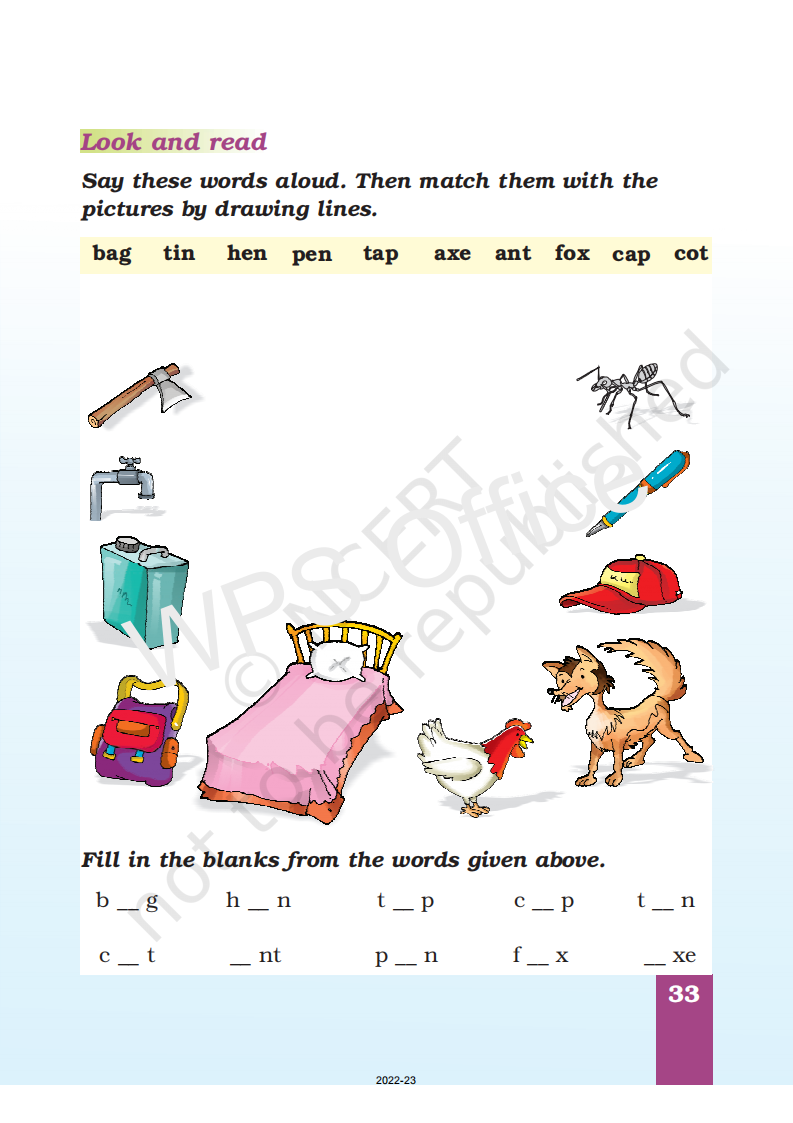 Look and read
Say these words aloud. Then match them with the
pictures by drawing lines.
bag tin hen pen tap axe ant fox cap cot
© NCERT
not to be republished
WPS Office
Fill in the blanks from the words given above.
b __ g h __ n t __ p c __ p t __ n
c __ t __ nt p __ n f __ x __ xe
33
2022-23